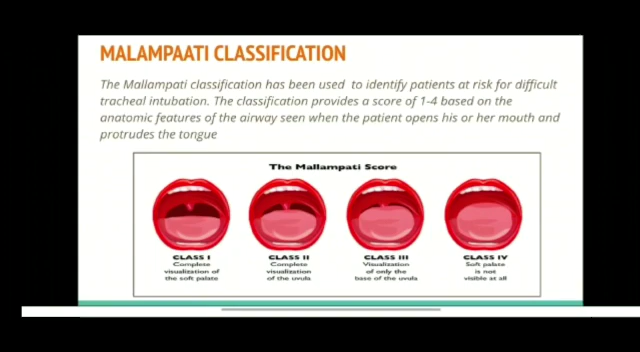 MALAMPAATI CLASSIFICATION
The Mallampati classification has been used to identify patients at risk for difficult
tracheal intubation. The classification provides a score of 1-4 based on the
anatomic features of the airway seen when the patient opens his or her mouth and
protrudes the tongue
The Mallampati Score
CLASS I
Complete
visualization of
the soft palate
CLASS II
Complete
visualization
of the uvula
CLASS III
Visualization
of only the
base of the uvula
CLASS IV
Soft palate
is not
visible at all